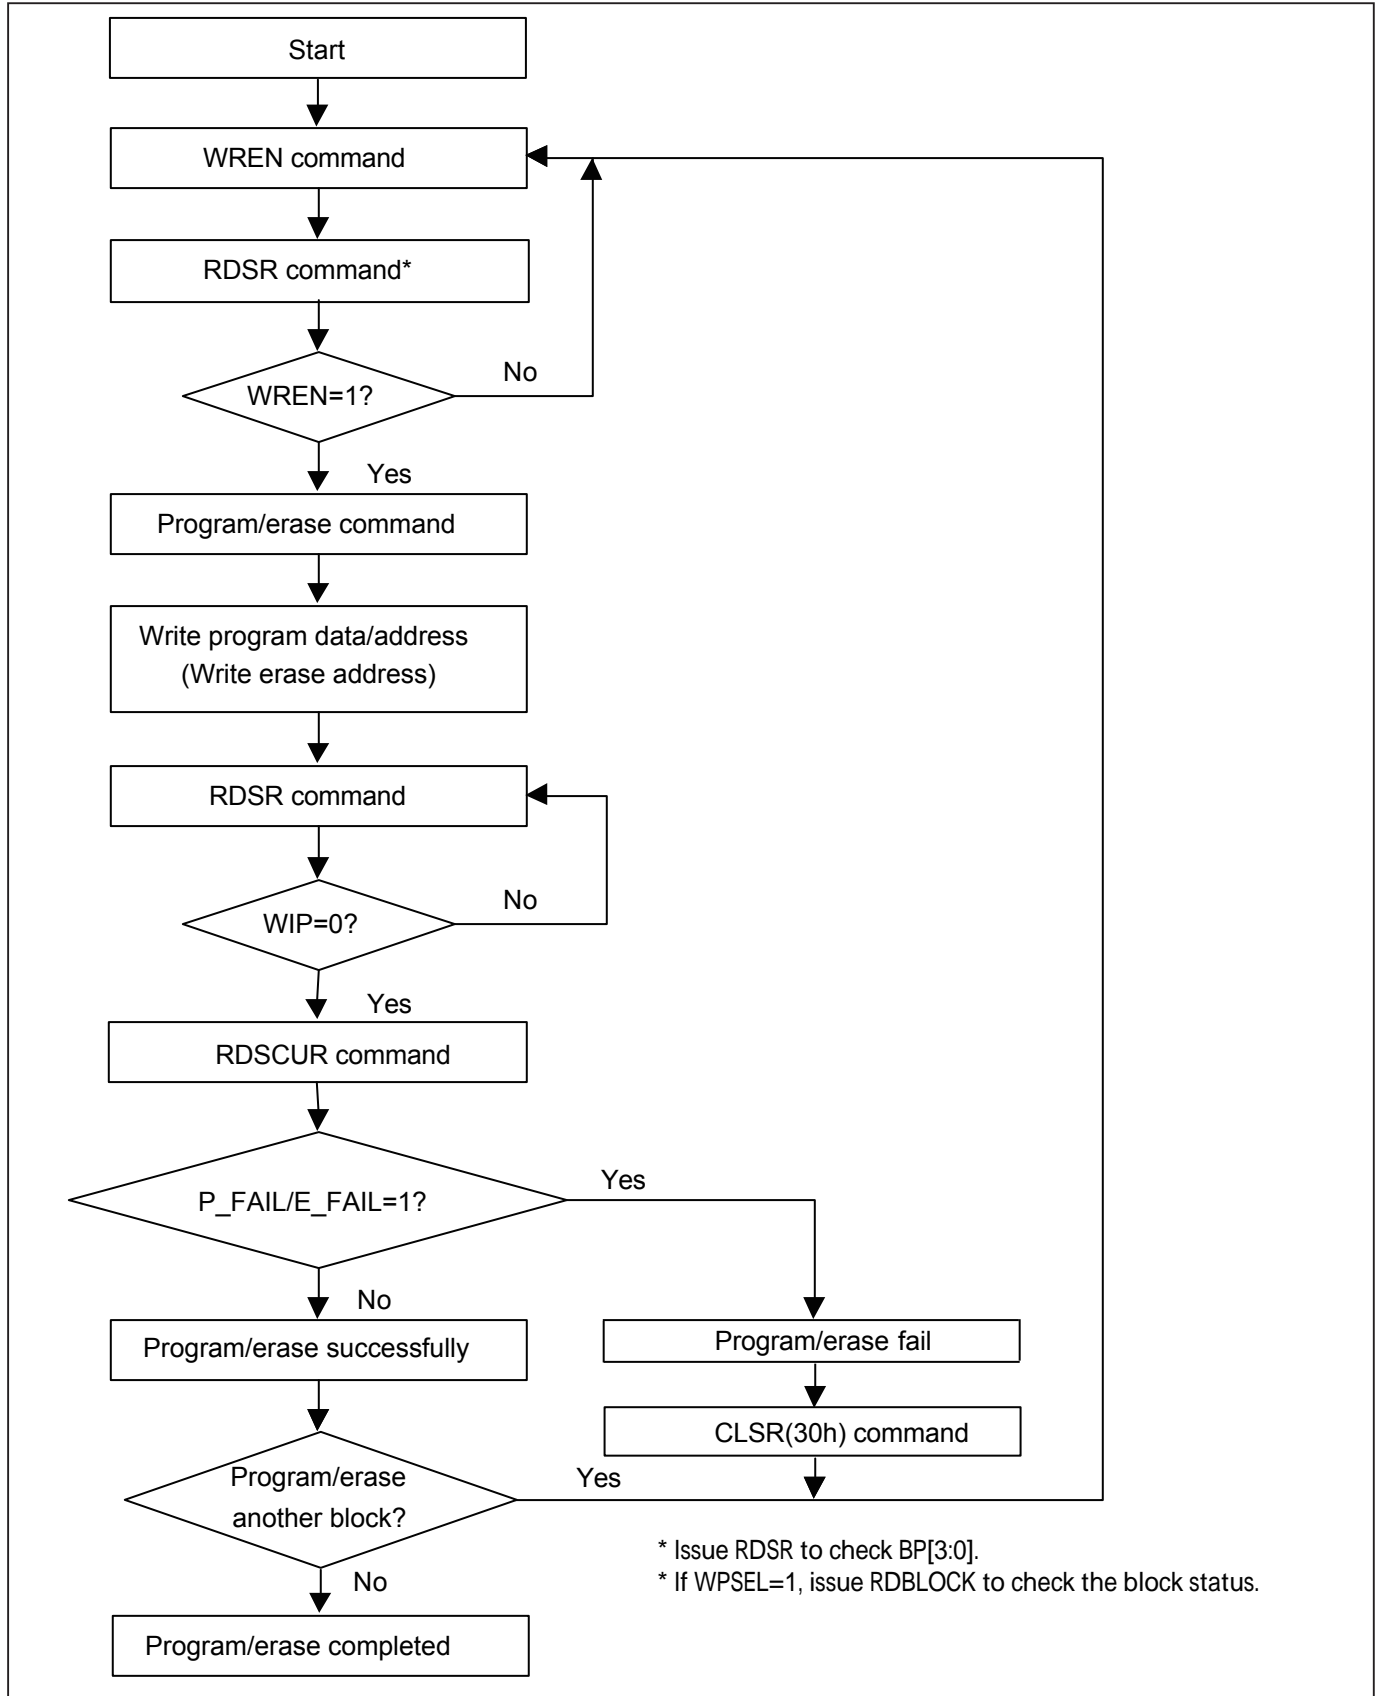 Start
WREN command
RDSR command*
WREN=1?
No
Yes
Program/erase command
Write program data/address
(Write erase address)
RDSR command
WIP=0?
No
Yes
RDSCUR command
P_FAIL/E_FAIL=1?
Yes
No
Program/erase successfully
Program/erase fail
CLSR(30h) command
Program/erase
another block?
Yes
No
* Issue RDSR to check BP[3:0].
* If WPSEL=1, issue RDBLOCK to check the block status.
Program/erase completed